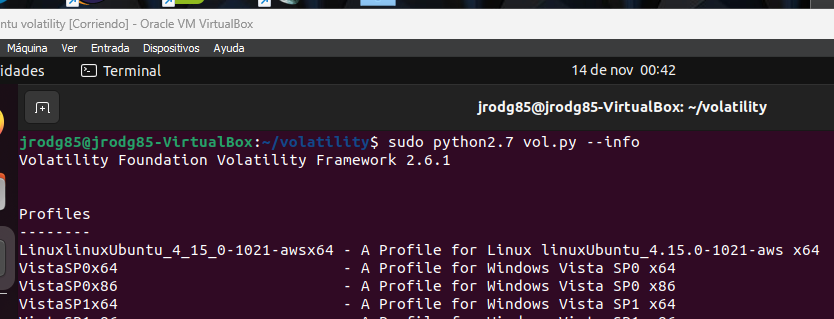 ntu volatility [Corriendo] - Oracle VM VirtualBox
Máquina Ver Entrada Dispositivos Ayuda
idades Terminal 14 de nov 00:42
jrodg85@jrodg85-VirtualBox: ~/volatility
jrodg85@jrodg85-VirtualBox:~/volatility$ sudo python2.7 vol.py --info
Volatility Foundation Volatility Framework 2.6.1
Profiles
--------
LinuxlinuxUbuntu_4_15_0-1021-awsx64 - A Profile for Linux linuxUbuntu_4.15.0-1021-aws x64
VistaSP0x64 - A Profile for Windows Vista SP0 x64
VistaSP0x86 - A Profile for Windows Vista SP0 x86
VistaSP1x64 - A Profile for Windows Vista SP1 x64